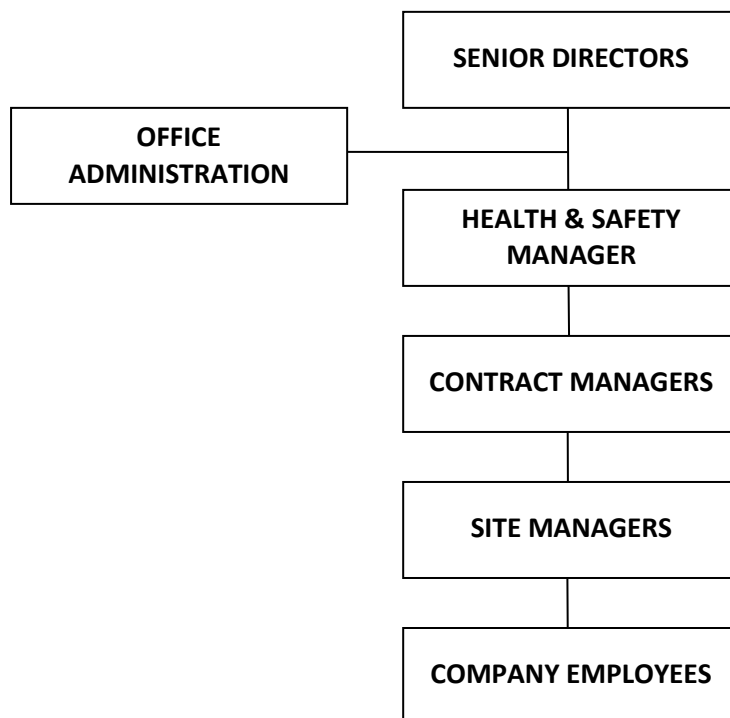 SENIOR DIRECTORS
OFFICE
ADMINISTRATION
HEALTH & SAFETY
MANAGER
CONTRACT MANAGERS
SITE MANAGERS
COMPANY EMPLOYEES